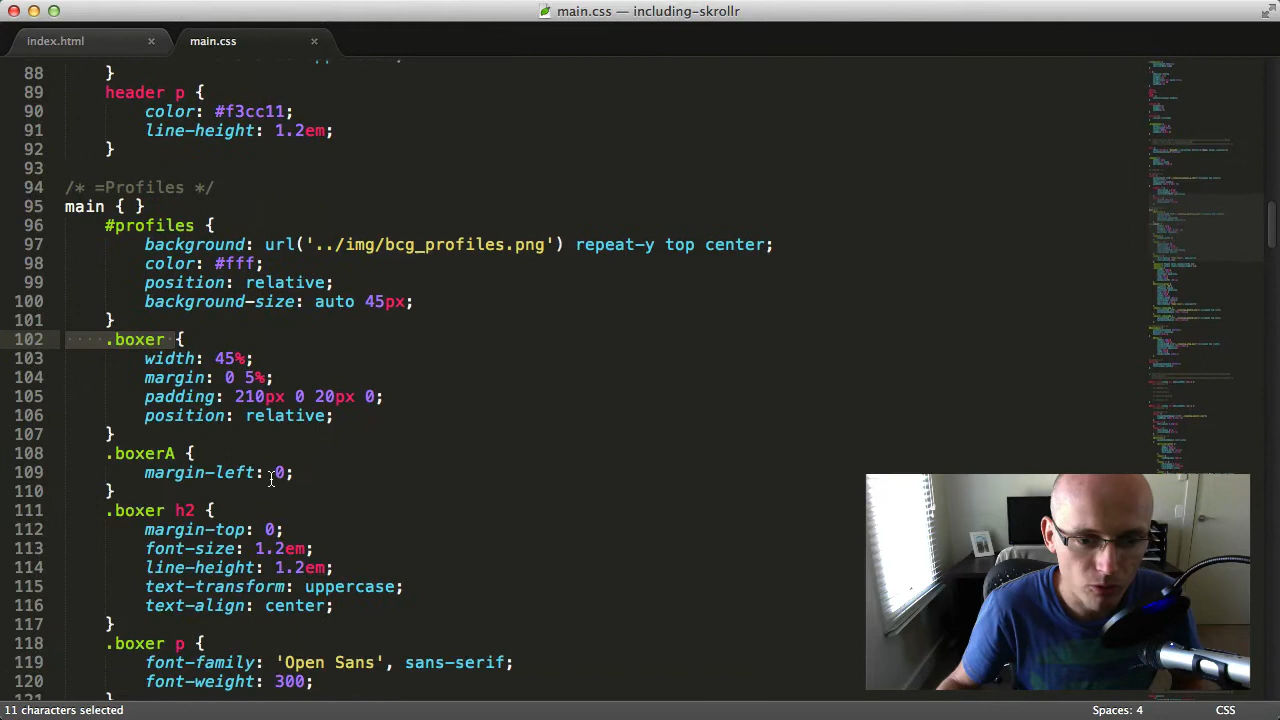 main.css — including-skrollr
index.html
main.css
88 }
89 header p {
90 color: #f3cc11;
91 line-height: 1.2em;
92 }
93
94 /* =Profiles */
95 main { }
96 #profiles {
97 background: url('../img/bcg_profiles.png') repeat-y top center;
98 color: #fff;
99 position: relative;
100 background-size: auto 45px;
101 }
102 .boxer {
103 width: 45%;
104 margin: 0 5%;
105 padding: 210px 0 20px 0;
106 position: relative;
107 }
108 .boxerA {
109 margin-left: 0;
110 }
111 .boxer h2 {
112 margin-top: 0;
113 font-size: 1.2em;
114 line-height: 1.2em;
115 text-transform: uppercase;
116 text-align: center;
117 }
118 .boxer p {
119 font-family: 'Open Sans', sans-serif;
120 font-weight: 300;
121 }
11 characters selected
Spaces: 4
CSS